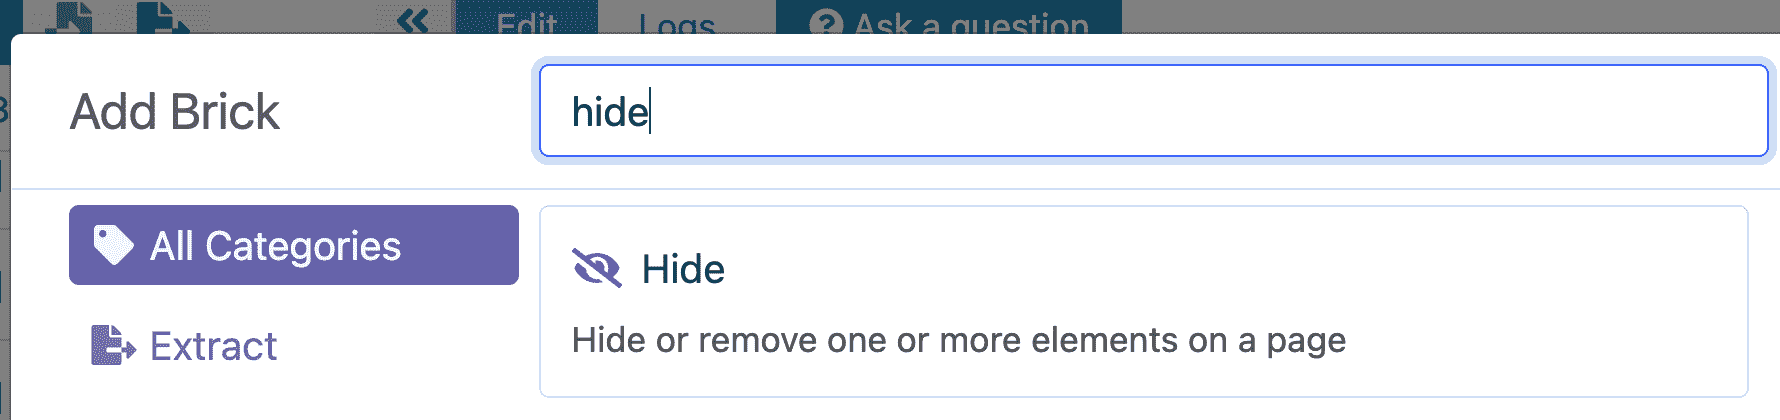 Edit Logs Ask a question
Add Brick
hide
All Categories
Hide
Hide or remove one or more elements on a page
Extract